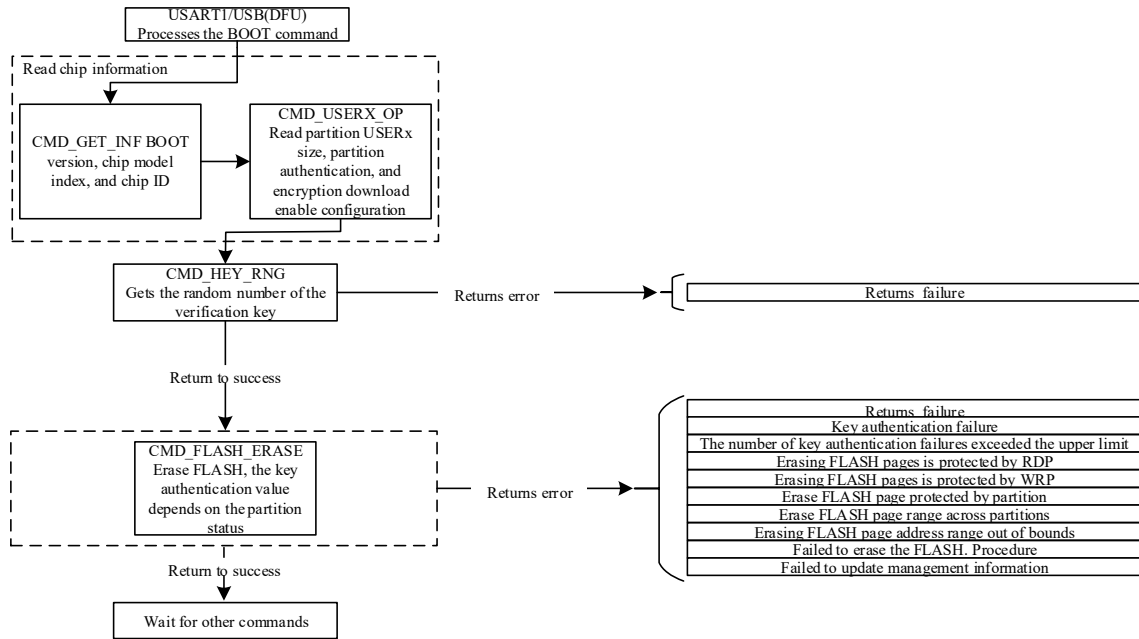 USART1/USB(DFU)
Processes the BOOT command
Read chip information
CMD_GET_INF BOOT
version, chip model
index, and chip ID
CMD_USERX_OP
Read partition USERx
size, partition
authentication, and
encryption download
enable configuration
CMD_HEY_RNG
Gets the random number of the
verification key
Returns error
Returns failure
Return to success
CMD_FLASH_ERASE
Erase FLASH, the key
authentication value
depends on the partition
status
Returns error
Returns failure
Key authentication failure
The number of key authentication failures exceeded the upper limit
Erasing FLASH pages is protected by RDP
Erasing FLASH pages is protected by WRP
Erase FLASH page protected by partition
Erase FLASH page range across partitions
Erasing FLASH page address range out of bounds
Failed to erase the FLASH. Procedure
Failed to update management information
Return to success
Wait for other commands